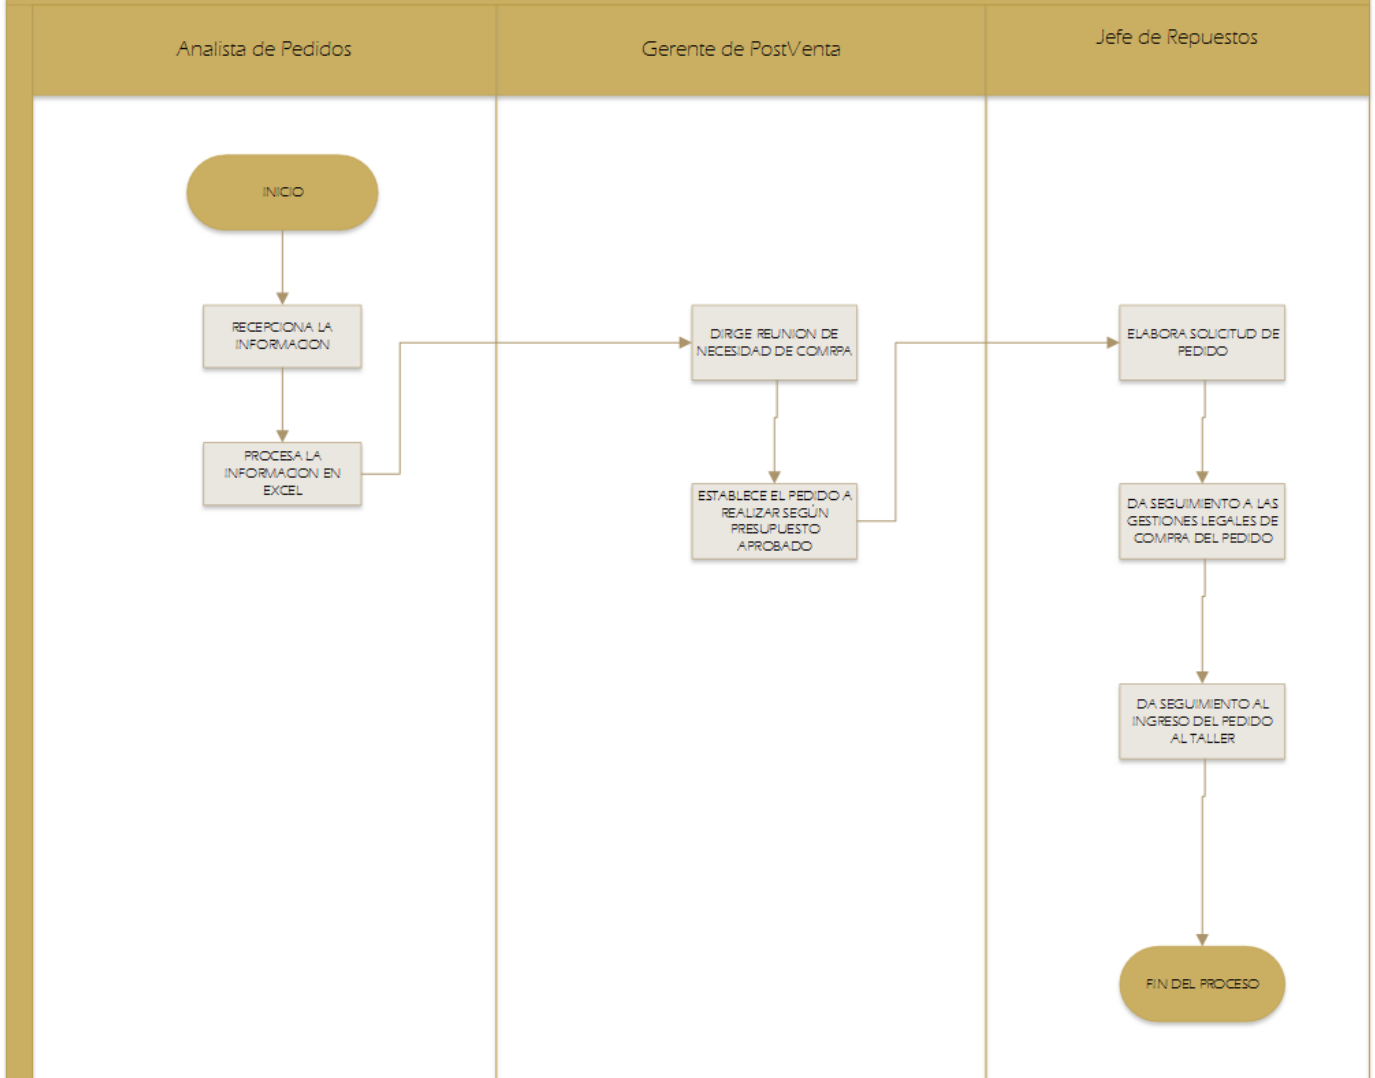 Analista de Pedidos
Gerente de PostVenta
Jefe de Repuestos
INICIO
RECEPCIONA LA
INFORMACION
PROCESA LA
INFORMACION EN
EXCEL
DIRIGE REUNION DE
NECESIDAD DE COMRPA
ESTABLECE EL PEDIDO A
REALIZAR SEGÚN
PRESUPUESTO
APROBADO
ELABORA SOLICITUD DE
PEDIDO
DA SEGUIMIENTO A LAS
GESTIONES LEGALES DE
COMPRA DEL PEDIDO
DA SEGUIMIENTO AL
INGRESO DEL PEDIDO
AL TALLER
FIN DEL PROCESO